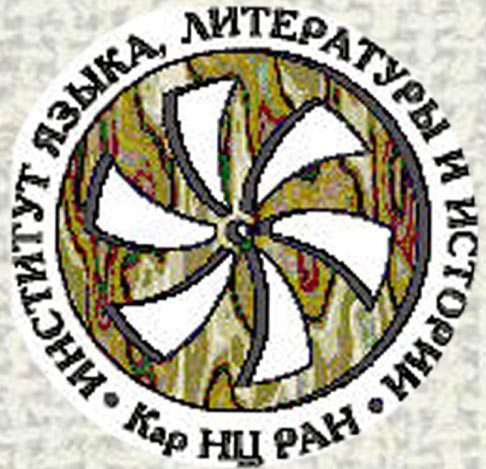 ИНСТИТУТ ЯЗЫКА, ЛИТЕРАТУРЫ И ИСТОРИИ
• Кар НЦ РАН •